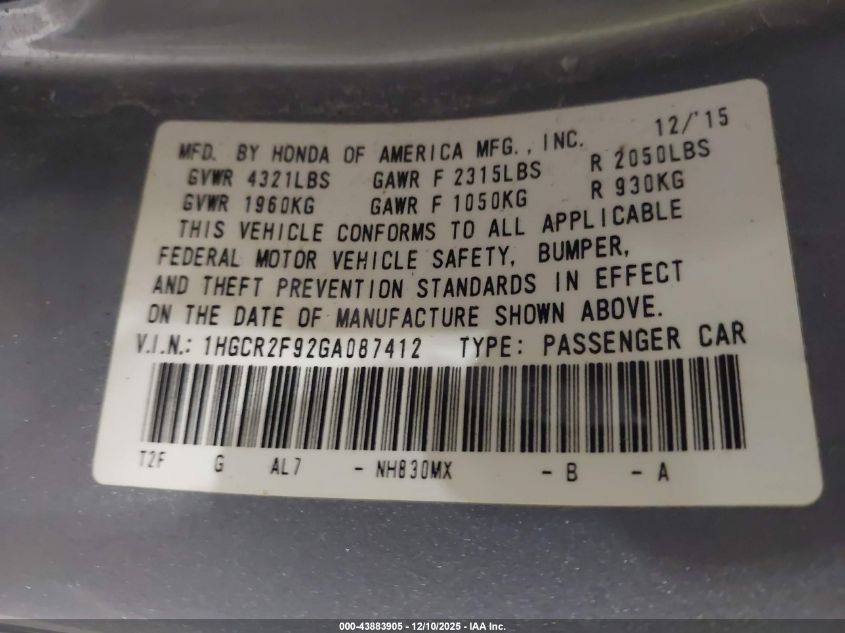 MFD. BY HONDA OF AMERICA MFG., INC. 12/'15
GVWR 4321LBS GAWR F 2315LBS R 2050LBS
GVWR 1960KG GAWR F 1050KG R 930KG
THIS VEHICLE CONFORMS TO ALL APPLICABLE
FEDERAL MOTOR VEHICLE SAFETY, BUMPER,
AND THEFT PREVENTION STANDARDS IN EFFECT
ON THE DATE OF MANUFACTURE SHOWN ABOVE.
V.I.N.: 1HGCR2F92GA087412 TYPE: PASSENGER CAR
T2F G AL7 - NH830MX - B - A
000-43883905 - 12/10/2025 - IAA Inc.